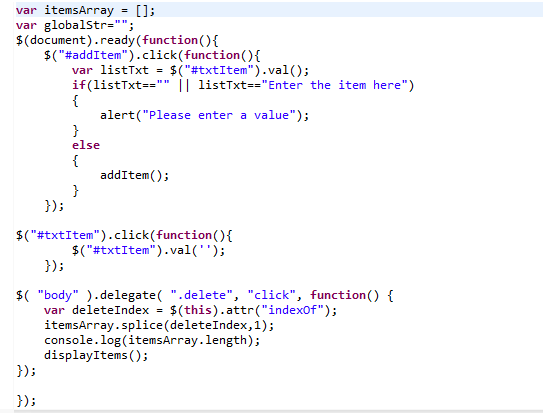 var itemsArray = [];
var globalStr="";
$(document).ready(function(){
    $("#addItem").click(function(){
        var listTxt = $("#txtItem").val();
        if(listTxt=="" || listTxt=="Enter the item here")
        {
            alert("Please enter a value");
        }
        else
        {
            addItem();
        }
    });

$("#txtItem").click(function(){
        $("#txtItem").val('');
    });

$( "body" ).delegate( ".delete", "click", function() {
    var deleteIndex = $(this).attr("indexOf");
    itemsArray.splice(deleteIndex,1);
    console.log(itemsArray.length);
    displayItems();
});

});